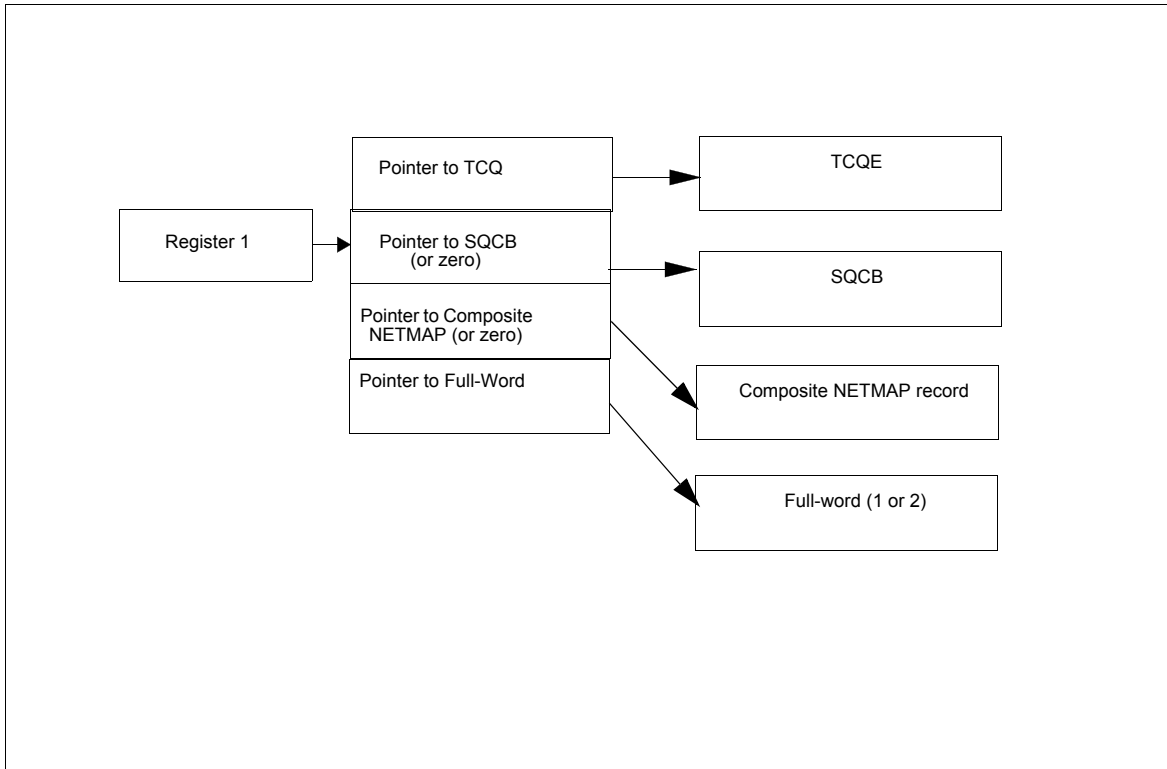 Pointer to TCQ
TCQE
Register 1
Pointer to SQCB
(or zero)
SQCB
Pointer to Composite
NETMAP (or zero)
Pointer to Full-Word
Composite NETMAP record
Full-word (1 or 2)